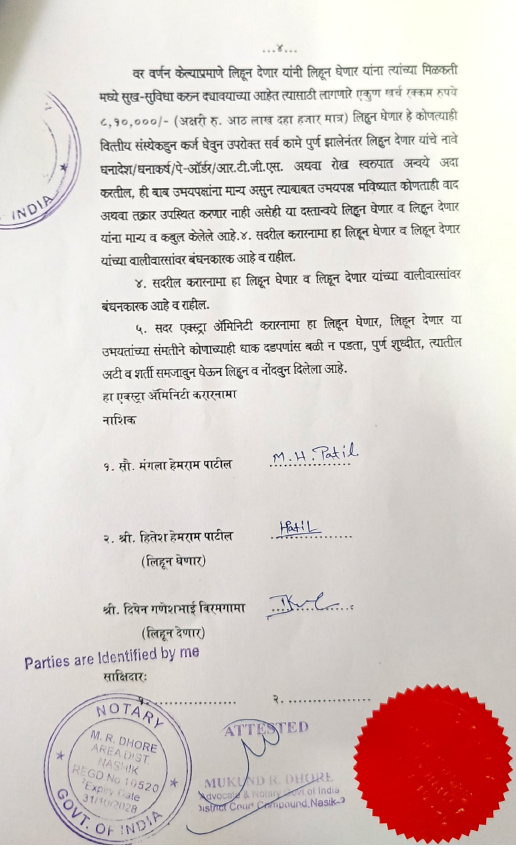 ...४...
वर वर्णन केल्याप्रमाणे लिहून देणार यांनी लिहून घेणार यांना त्यांच्या मिळकती
मध्ये सुख-सुविधा करुन द्यावयाच्या आहेत त्यासाठी लागणारे एकुण खर्च रक्कम रुपये
८,१०,०००/- (अक्षरी रु. आठ लाख दहा हजार मात्र) लिहून घेणार हे कोणत्याही
वित्तीय संस्थेकडुन कर्ज घेवुन उपरोक्त सर्व कामे पुर्ण झालेनंतर लिहून देणार यांचे नावे
धनादेश/धनाकर्ष/पे-ऑर्डर/आर.टी.जी.एस. अथवा रोख स्वरुपात अन्वये अदा
करतील, ही बाब उभयपक्षांना मान्य असुन त्याबाबत उभयपक्ष भविष्यात कोणताही वाद
अथवा तक्रार उपस्थित करणार नाही असेही या दस्तान्वये लिहून घेणार व लिहून देणार
यांना मान्य व कबुल केलेले आहे.४. सदरील करारनामा हा लिहून घेणार व लिहून देणार
यांच्या वालीवारसांवर बंधनकारक आहे व राहील.
४. सदरील करारनामा हा लिहून घेणार व लिहून देणार यांच्या वालीवारसांवर
बंधनकारक आहे व राहील.
५. सदर एक्स्ट्रा अ‍ॅमिनिटी करारनामा हा लिहून घेणार, लिहून देणार या
उभयतांच्या संमतीने कोणाच्याही धाक दडपणांस बळी न पडता, पुर्ण शुध्दीत, त्यातील
अटी व शर्ती समजावुन घेऊन लिहून व नोंदवुन दिलेला आहे.
हा एक्स्ट्रा अ‍ॅमिनिटी करारनामा
नाशिक
१. सौ. मंगला हेमराम पाटील M.H. Patil
२. श्री. हितेश हेमराम पाटील HPatil
(लिहून घेणार)
श्री. दिपेन गणेशभाई विरमगामा
(लिहून देणार)
Parties are Identified by me
साक्षिदारः
१. .................. २. ..................
INDIA
NOTARY
M. R. DHORE
AREA DIST.
NASHIK
REGD No.10520
Expiry Date
31/10/2028
GOVT. OF INDIA
ATTESTED
MUKUND R. DHORE
Advocate & Notary Govt of India
District Court Compound, Nasik-2